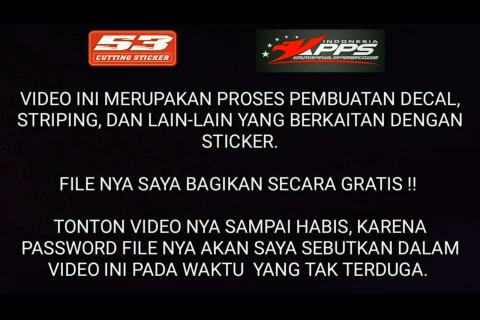 53
CUTTING STICKER
INDONESIA
APPS
VIDEO INI MERUPAKAN PROSES PEMBUATAN DECAL,
STRIPING, DAN LAIN-LAIN YANG BERKAITAN DENGAN
STICKER.
FILE NYA SAYA BAGIKAN SECARA GRATIS !!
TONTON VIDEO NYA SAMPAI HABIS, KARENA
PASSWORD FILE NYA AKAN SAYA SEBUTKAN DALAM
VIDEO INI PADA WAKTU YANG TAK TERDUGA.